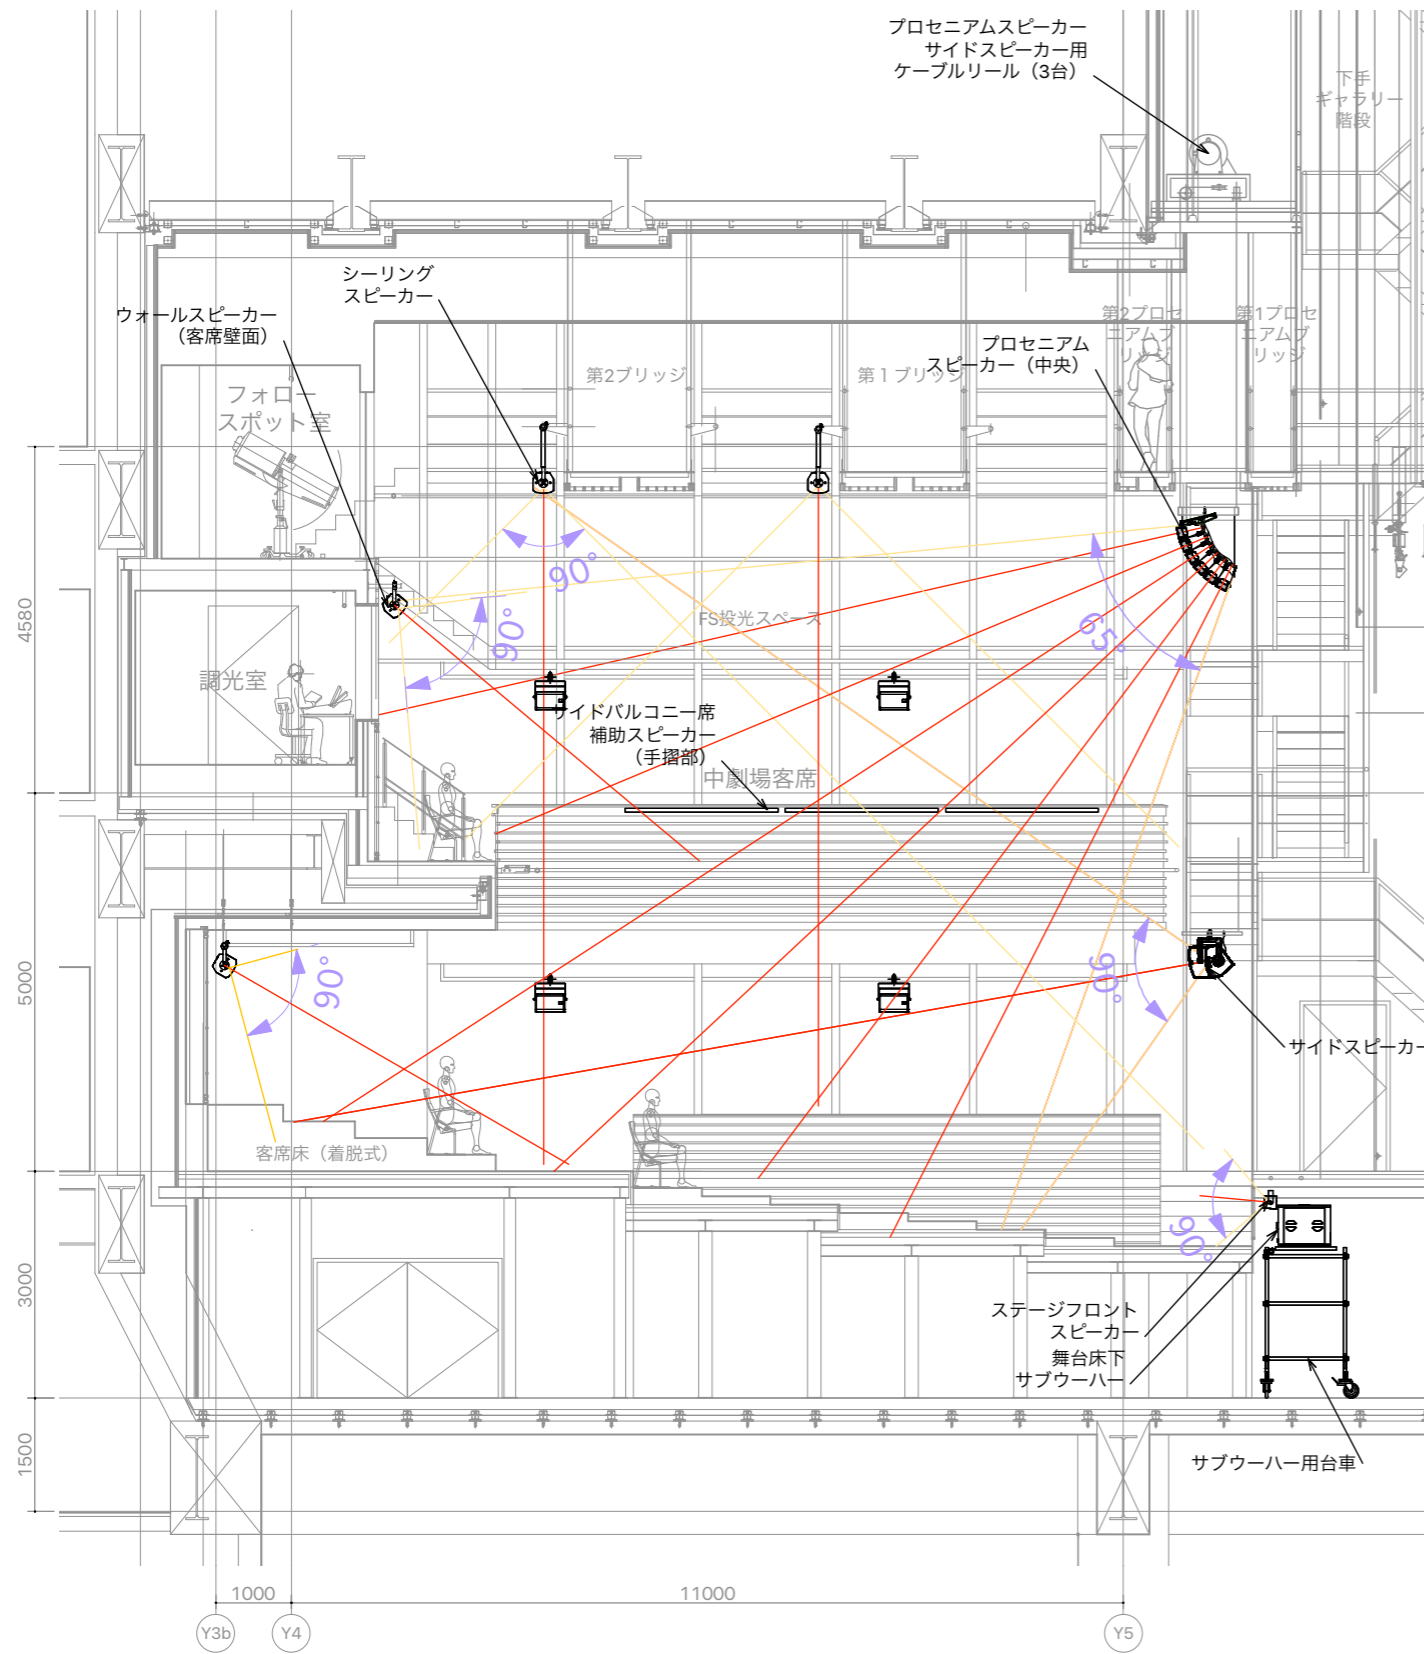 プロセニアムスピーカー
サイドスピーカー用
ケーブルリール（3台）
下手
ギャラリー
階段
シーリング
スピーカー
ウォールスピーカー
（客席壁面）
第2プロセ
ニアムブ
リッジ
第1プロセ
ニアムブ
リッジ
プロセニアム
スピーカー（中央）
第2ブリッジ
第１ブリッジ
フォロー
スポット室
90°
90°
65°
FS投光スペース
4580
調光室
サイドバルコニー席
補助スピーカー
（手摺部）
中劇場客席
5000
90°
90°
サイドスピーカー
客席床（着脱式）
90°
3000
ステージフロント
スピーカー
舞台床下
サブウーハー
1500
サブウーハー用台車
1000
11000
Y3b
Y4
Y5